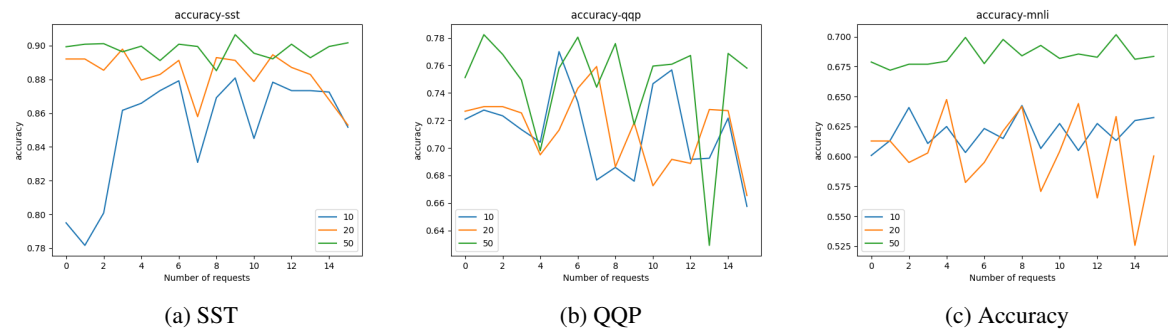 accuracy-sst
accuracy
0.90
0.88
0.86
0.84
0.82
0.80
0.78
0 2 4 6 8 10 12 14
Number of requests
10
20
50
(a) SST
accuracy-qqp
accuracy
0.78
0.76
0.74
0.72
0.70
0.68
0.66
0.64
0 2 4 6 8 10 12 14
Number of requests
10
20
50
(b) QQP
accuracy-mnli
accuracy
0.700
0.675
0.650
0.625
0.600
0.575
0.550
0.525
0 2 4 6 8 10 12 14
Number of requests
10
20
50
(c) Accuracy